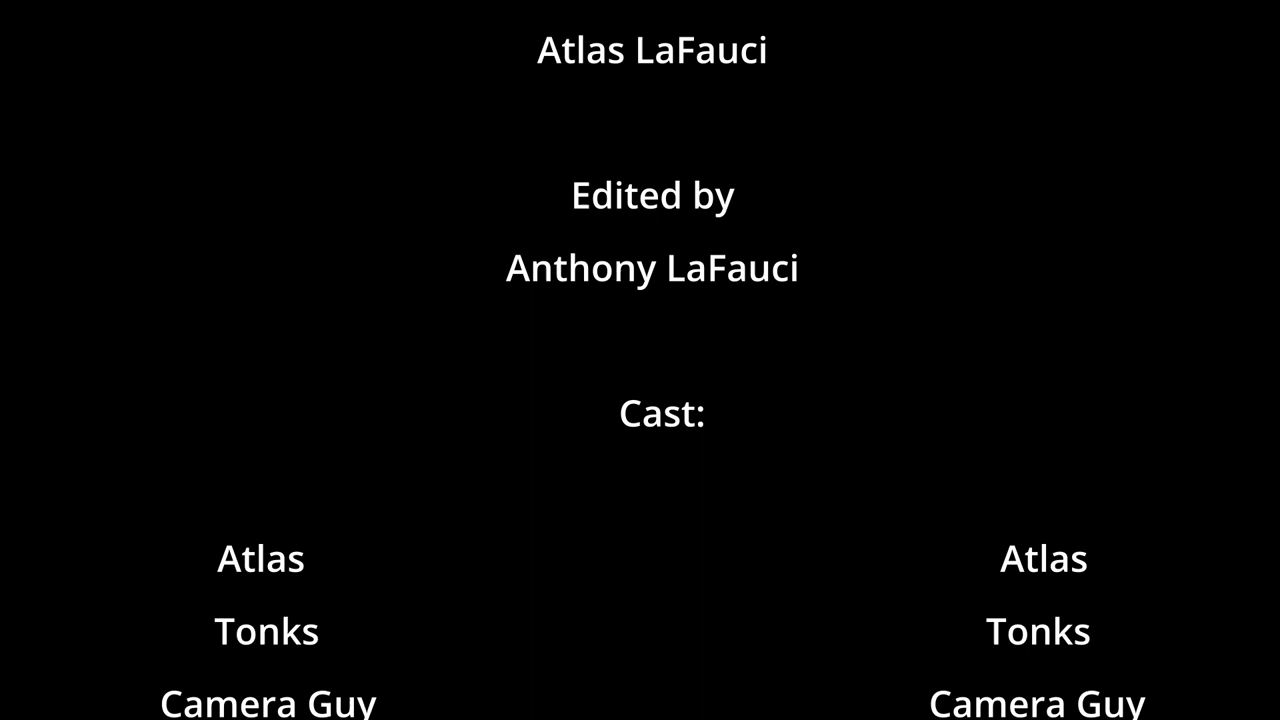 Atlas LaFauci
Edited by
Anthony LaFauci
Cast:
Atlas Atlas
Tonks Tonks
Camera Guy Camera Guy